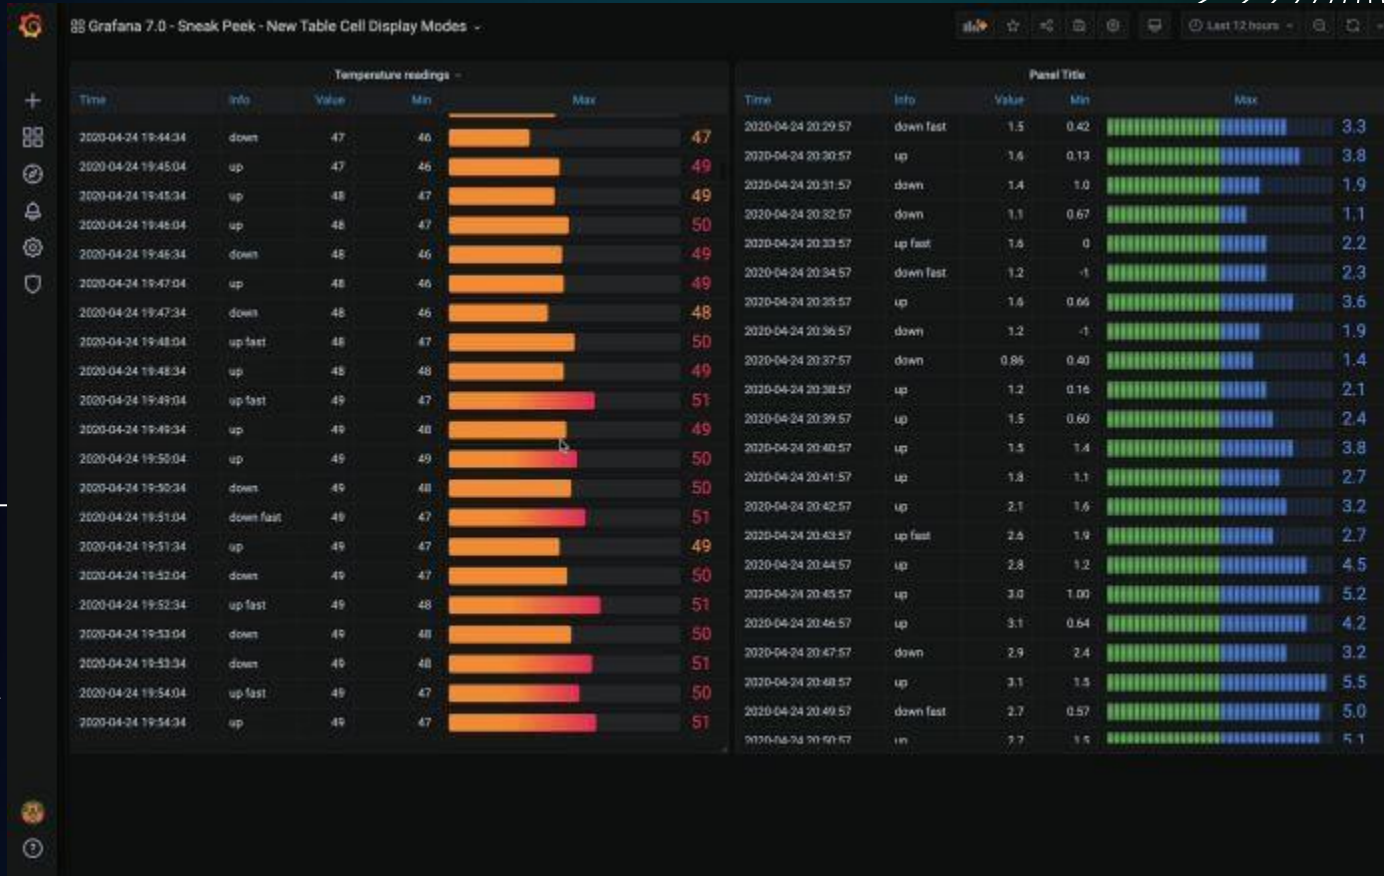 Grafana 7.0 - Sneak Peek - New Table Cell Display Modes
Last 12 hours
Temperature readings
Time Info Value Min Max
2020-04-24 19:44:34 down 47 46 47
2020-04-24 19:45:04 up 47 46 49
2020-04-24 19:45:34 up 48 47 49
2020-04-24 19:46:04 up 48 47 50
2020-04-24 19:46:34 down 48 46 49
2020-04-24 19:47:04 up 48 46 49
2020-04-24 19:47:34 down 48 46 48
2020-04-24 19:48:04 up fast 48 47 50
2020-04-24 19:48:34 up 48 48 49
2020-04-24 19:49:04 up fast 49 47 51
2020-04-24 19:49:34 up 49 48 49
2020-04-24 19:50:04 up 49 49 50
2020-04-24 19:50:34 down 49 48 50
2020-04-24 19:51:04 down fast 49 47 51
2020-04-24 19:51:34 up 49 47 49
2020-04-24 19:52:04 down 49 47 50
2020-04-24 19:52:34 up fast 49 48 51
2020-04-24 19:53:04 down 49 48 50
2020-04-24 19:53:34 down 49 48 51
2020-04-24 19:54:04 up fast 49 47 50
2020-04-24 19:54:34 up 49 47 51
Panel Title
Time Info Value Min Max
2020-04-24 20:29:57 down fast 1.5 0.42 3.3
2020-04-24 20:30:57 up 1.6 0.13 3.8
2020-04-24 20:31:57 down 1.4 1.0 1.9
2020-04-24 20:32:57 down 1.1 0.67 1.1
2020-04-24 20:33:57 up fast 1.6 0 2.2
2020-04-24 20:34:57 down fast 1.2 -1 2.3
2020-04-24 20:35:57 up 1.6 0.66 3.6
2020-04-24 20:36:57 down 1.2 -1 1.9
2020-04-24 20:37:57 down 0.86 0.40 1.4
2020-04-24 20:38:57 up 1.2 0.16 2.1
2020-04-24 20:39:57 up 1.5 0.60 2.4
2020-04-24 20:40:57 up 1.5 1.4 3.8
2020-04-24 20:41:57 up 1.8 1.1 2.7
2020-04-24 20:42:57 up 2.1 1.6 3.2
2020-04-24 20:43:57 up fast 2.6 1.9 2.7
2020-04-24 20:44:57 up 2.8 1.2 4.5
2020-04-24 20:45:57 up 3.0 1.00 5.2
2020-04-24 20:46:57 up 3.1 0.64 4.2
2020-04-24 20:47:57 down 2.9 2.4 3.2
2020-04-24 20:48:57 up 3.1 1.5 5.5
2020-04-24 20:49:57 down fast 2.7 0.57 5.0
2020-04-24 20:50:57 up 2.7 1.5 5.1